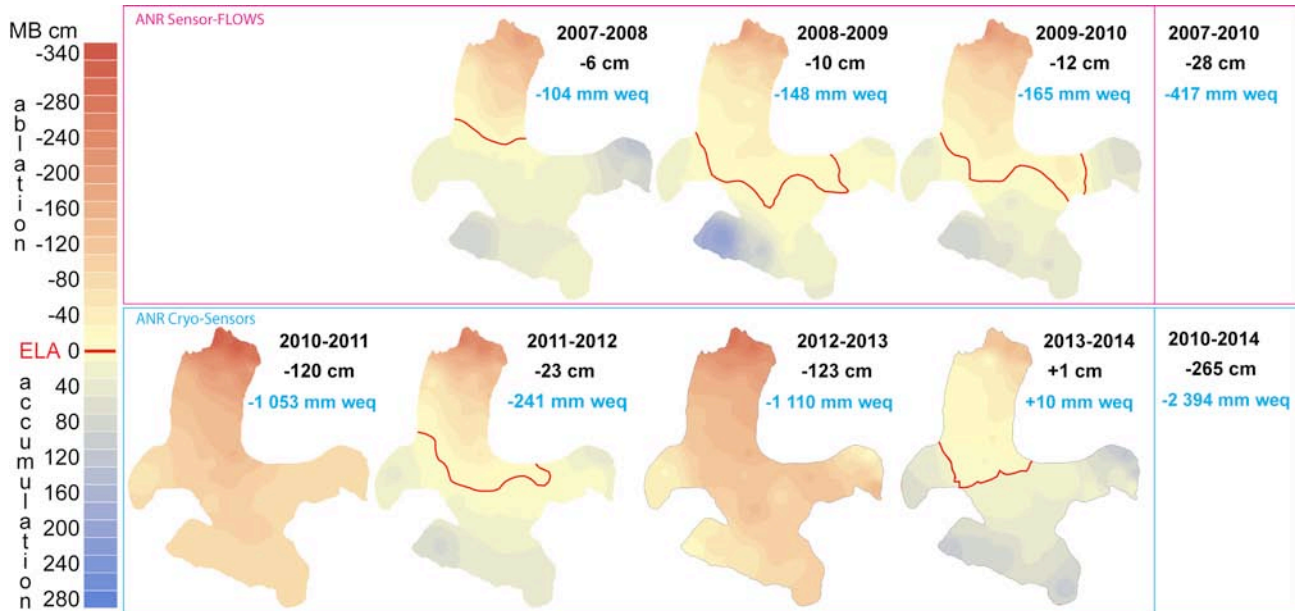 MB cm
-340
-280
-240
-200
-160
-120
-80
-40
ELA 0
40
80
120
160
200
240
280
ablation
accumulation
ANR Sensor-FLOWS
2007-2008
-6 cm
-104 mm weq
2008-2009
-10 cm
-148 mm weq
2009-2010
-12 cm
-165 mm weq
2007-2010
-28 cm
-417 mm weq
ANR Cryo-Sensors
2010-2011
-120 cm
-1 053 mm weq
2011-2012
-23 cm
-241 mm weq
2012-2013
-123 cm
-1 110 mm weq
2013-2014
+1 cm
+10 mm weq
2010-2014
-265 cm
-2 394 mm weq